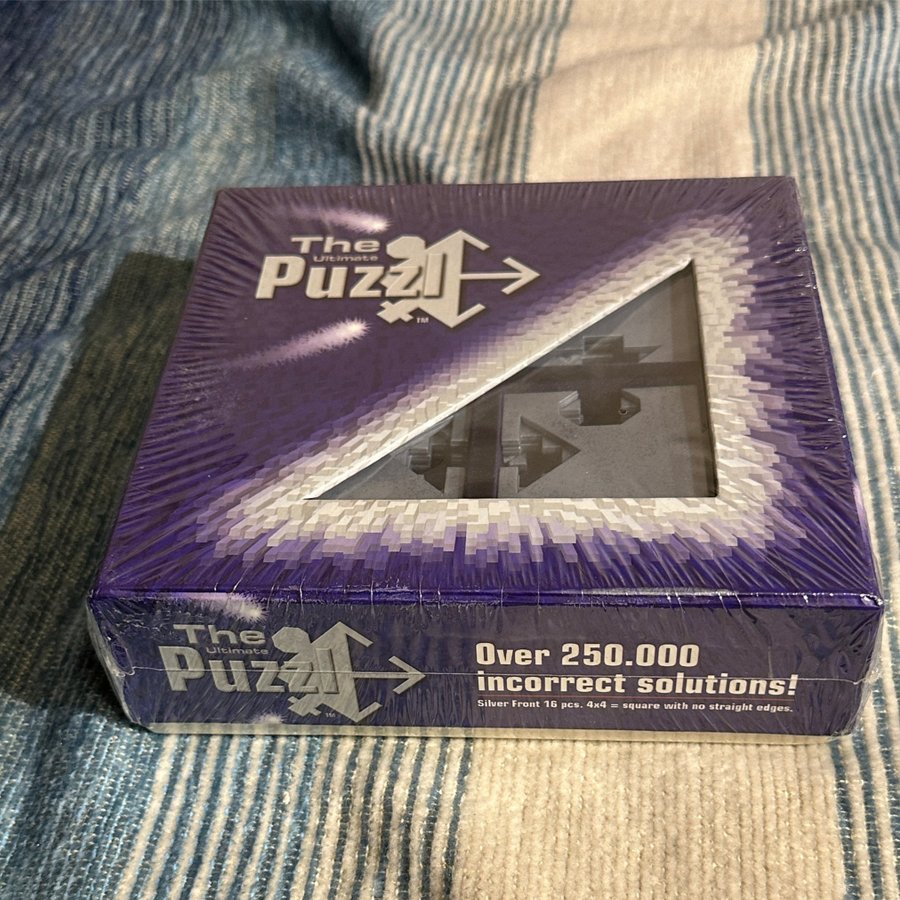 The
Ultimate
Puzzl
TM
The
Ultimate
Puzzl
TM
Over 250.000
incorrect solutions!
Silver Front 16 pcs. 4x4 = square with no straight edges.